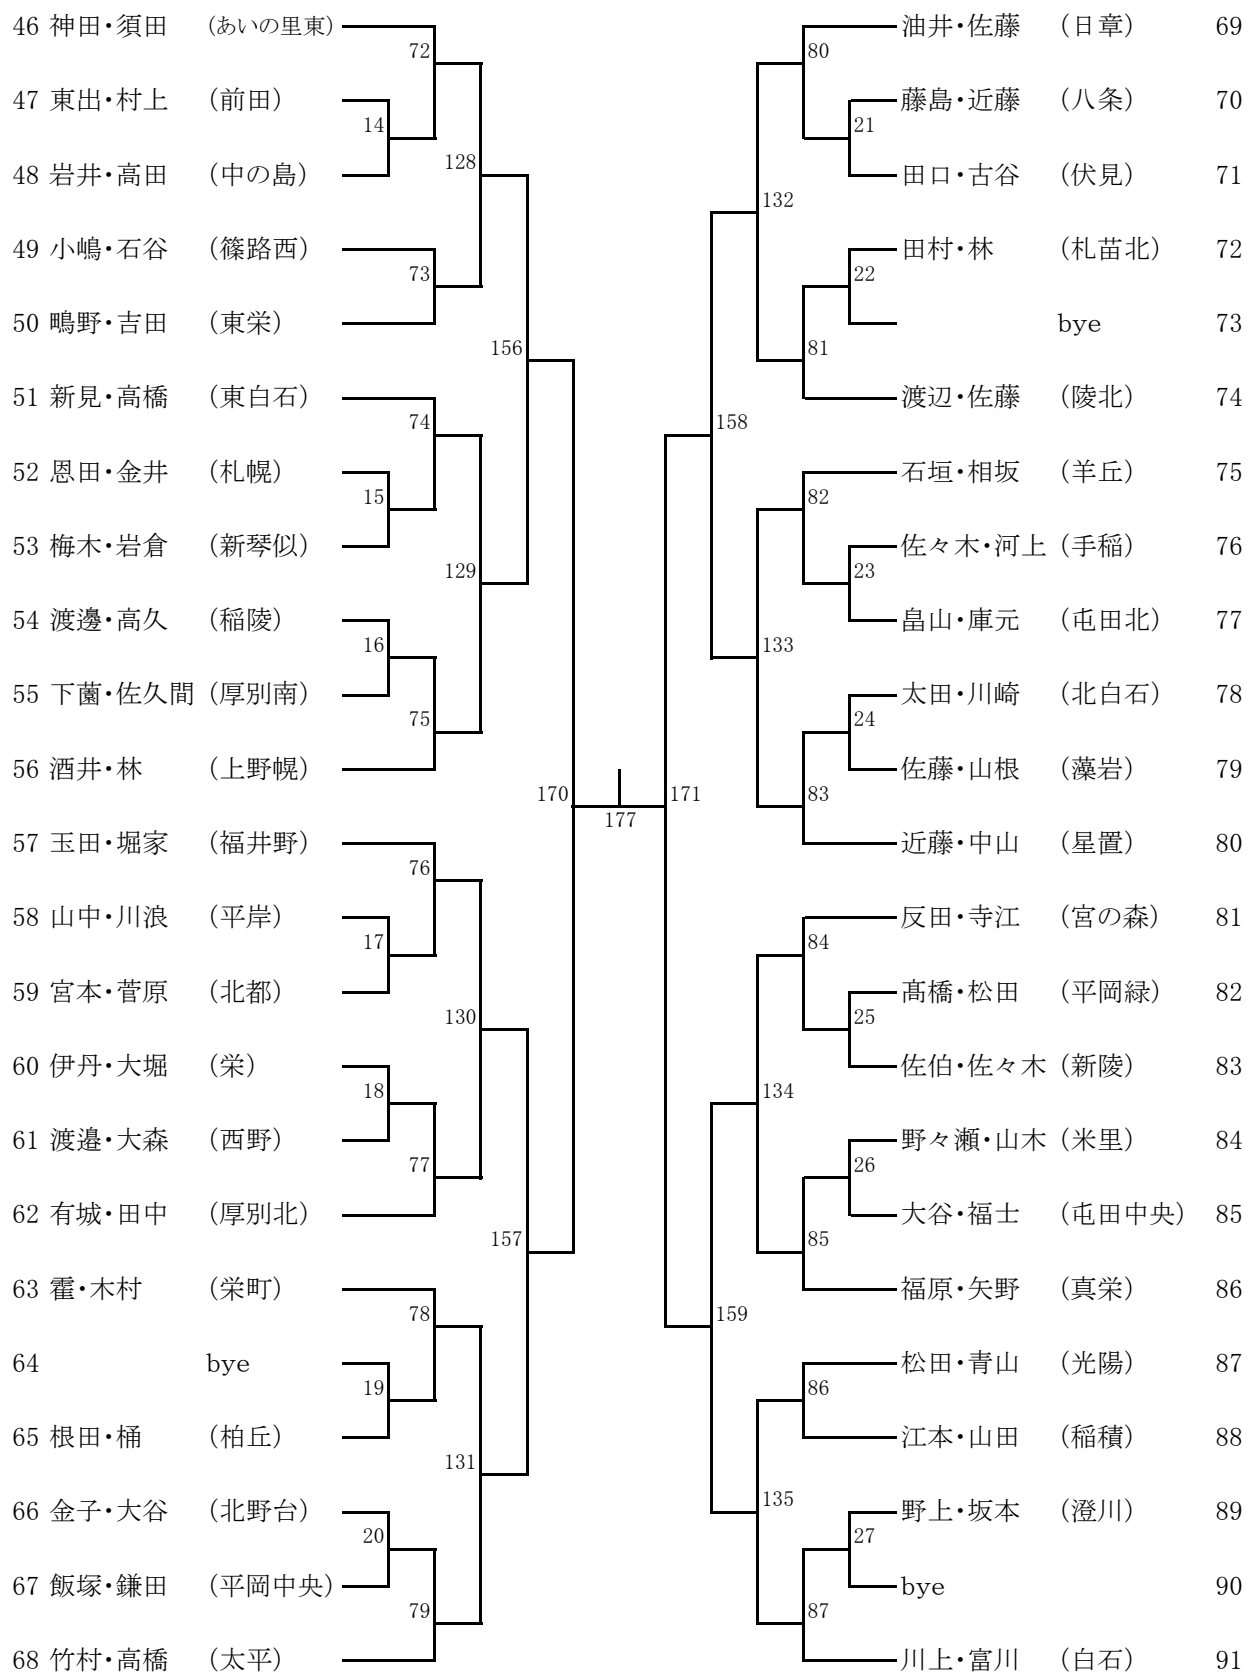 46 神田・須田 (あいの里東)
72
47 東出・村上 (前田)
14
48 岩井・高田 (中の島)
128
49 小嶋・石谷 (篠路西)
73
50 鴫野・吉田 (東栄)
156
51 新見・高橋 (東白石)
74
52 恩田・金井 (札幌)
15
53 梅木・岩倉 (新琴似)
129
54 渡邊・高久 (稲陵)
16
55 下薗・佐久間 (厚別南)
75
56 酒井・林 (上野幌)
170
57 玉田・堀家 (福井野)
76
58 山中・川浪 (平岸)
17
59 宮本・菅原 (北都)
130
60 伊丹・大堀 (栄)
18
61 渡邉・大森 (西野)
77
62 有城・田中 (厚別北)
157
63 霍・木村 (栄町)
78
64 bye
19
65 根田・桶 (柏丘)
131
66 金子・大谷 (北野台)
20
67 飯塚・鎌田 (平岡中央)
79
68 竹村・高橋 (太平)
177
油井・佐藤 (日章) 69
80
藤島・近藤 (八条) 70
21
田口・古谷 (伏見) 71
132
田村・林 (札苗北) 72
22
bye 73
81
渡辺・佐藤 (陵北) 74
158
石垣・相坂 (羊丘) 75
82
佐々木・河上 (手稲) 76
23
畠山・庫元 (屯田北) 77
133
太田・川崎 (北白石) 78
24
佐藤・山根 (藻岩) 79
83
171
近藤・中山 (星置) 80
反田・寺江 (宮の森) 81
84
髙橋・松田 (平岡緑) 82
25
佐伯・佐々木 (新陵) 83
134
野々瀬・山木 (米里) 84
26
大谷・福士 (屯田中央) 85
85
福原・矢野 (真栄) 86
159
松田・青山 (光陽) 87
86
江本・山田 (稲積) 88
135
野上・坂本 (澄川) 89
27
bye 90
87
川上・富川 (白石) 91